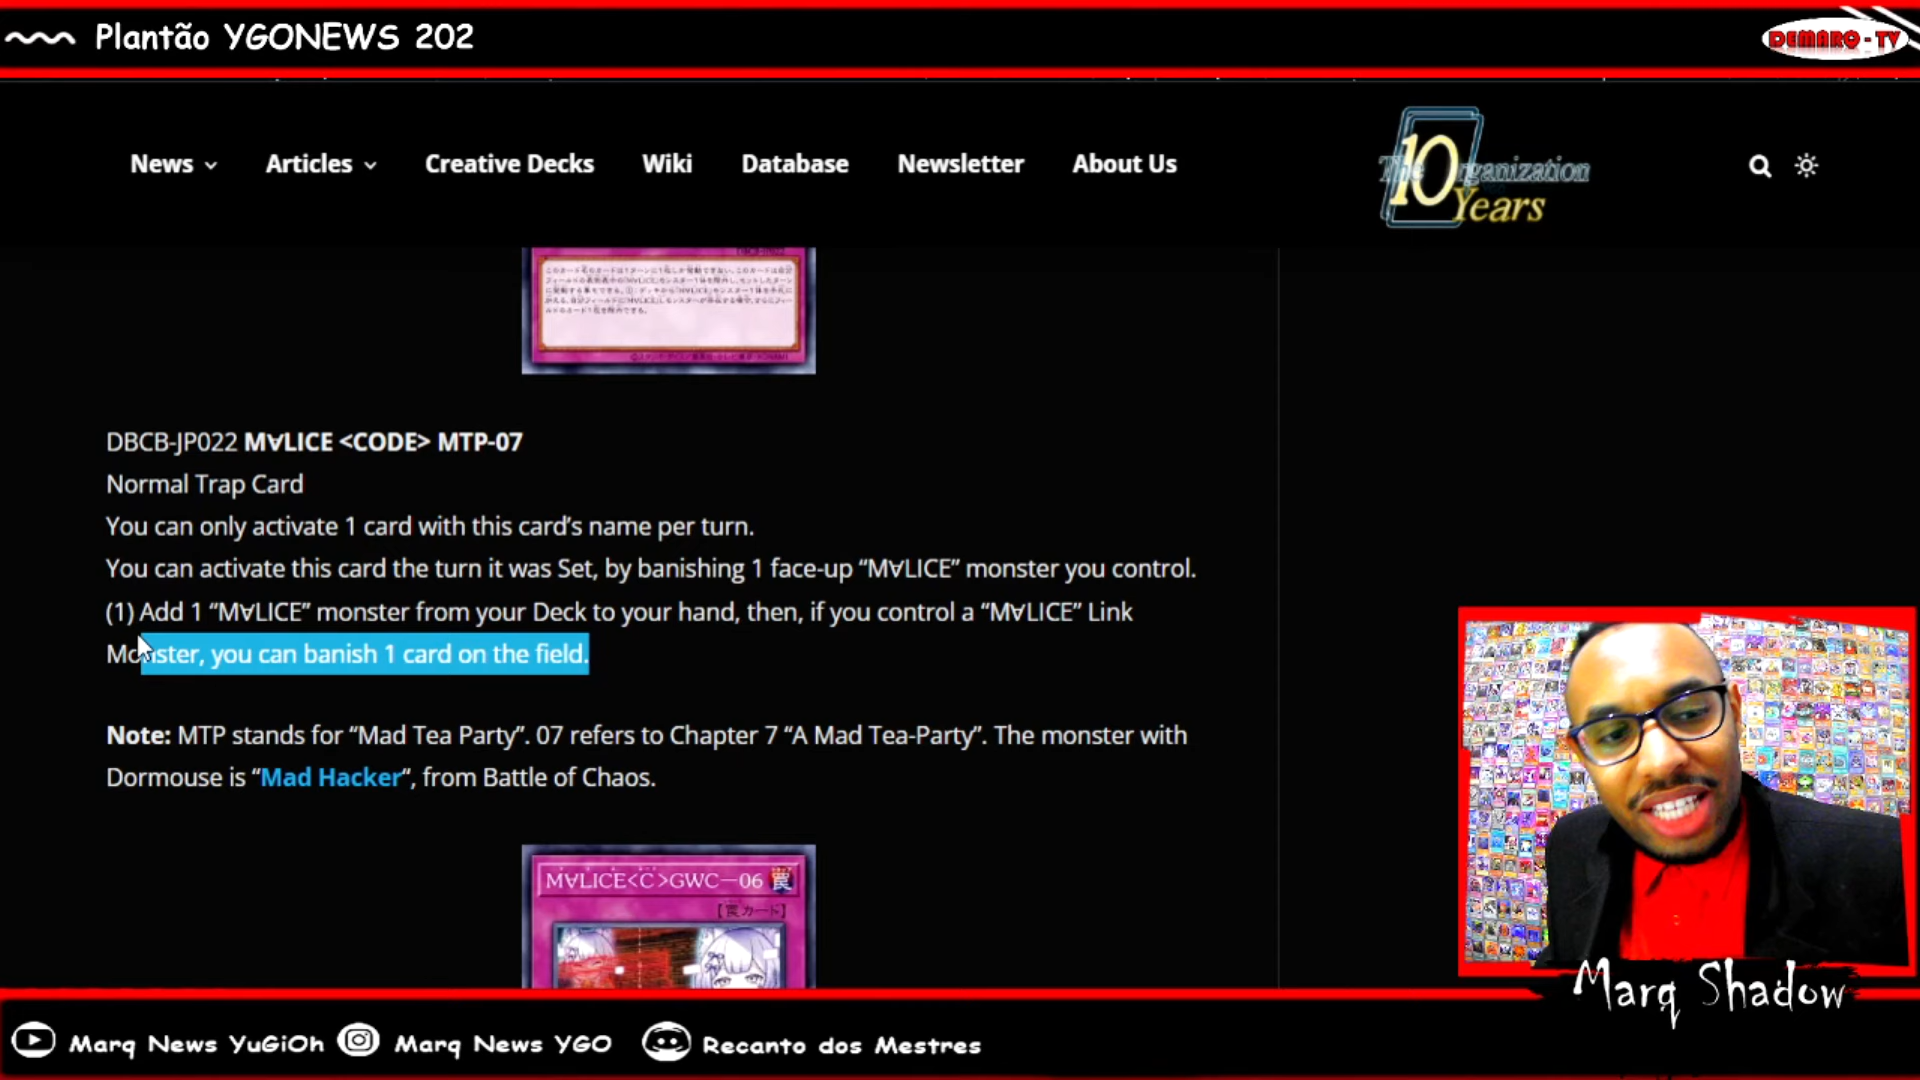 Plantão YGONEWS 202
DEMARQ-TV
News Articles Creative Decks Wiki Database Newsletter About Us
The Organization
10
Years
DBCB-JP022 M∀LICE <CODE> MTP-07
Normal Trap Card
You can only activate 1 card with this card’s name per turn.
You can activate this card the turn it was Set, by banishing 1 face-up “M∀LICE” monster you control.
(1) Add 1 “M∀LICE” monster from your Deck to your hand, then, if you control a “M∀LICE” Link
Monster, you can banish 1 card on the field.
Note: MTP stands for “Mad Tea Party”. 07 refers to Chapter 7 “A Mad Tea-Party”. The monster with
Dormouse is “Mad Hacker“, from Battle of Chaos.
M∀LICE<C>GWC－06 罠
【罠カード】
Marq Shadow
Marq News YuGiOh Marq News YGO Recanto dos Mestres